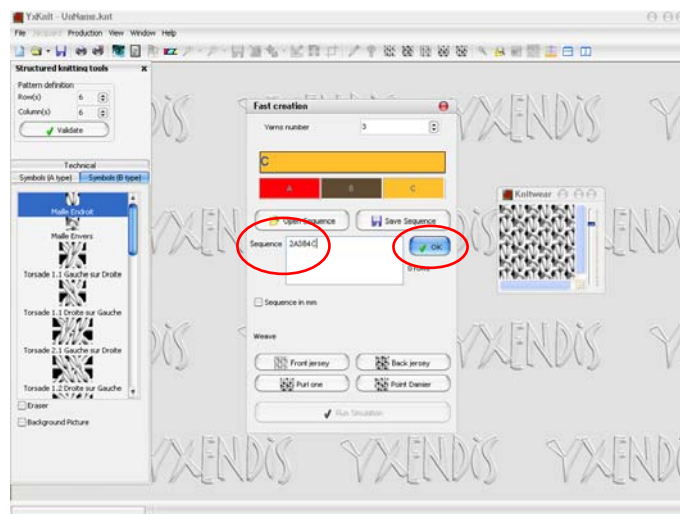 YxKnit - UnName.knt
File Jacquard Production View Window Help
Structured knitting tools x
Pattern definition
Row(s) 6
Column(s) 6
Validate
Technical
Symbols (A type) Symbols (B type)
Maille Endroit
Maille Envers
Torsade 1.1 Gauche sur Droite
Torsade 1.1 Droite sur Gauche
Torsade 2.1 Gauche sur Droite
Torsade 1.2 Droite sur Gauche
Eraser
Background Picture
Fast creation
Yarns number 3
C
A B C
Open Sequence Save Sequence
Sequence 2A3B4C OK
Sequence in mm
Weave
Front jersey Back jersey
Purl one Point Damier
Run Simulation
Knitwear
YXENDIS